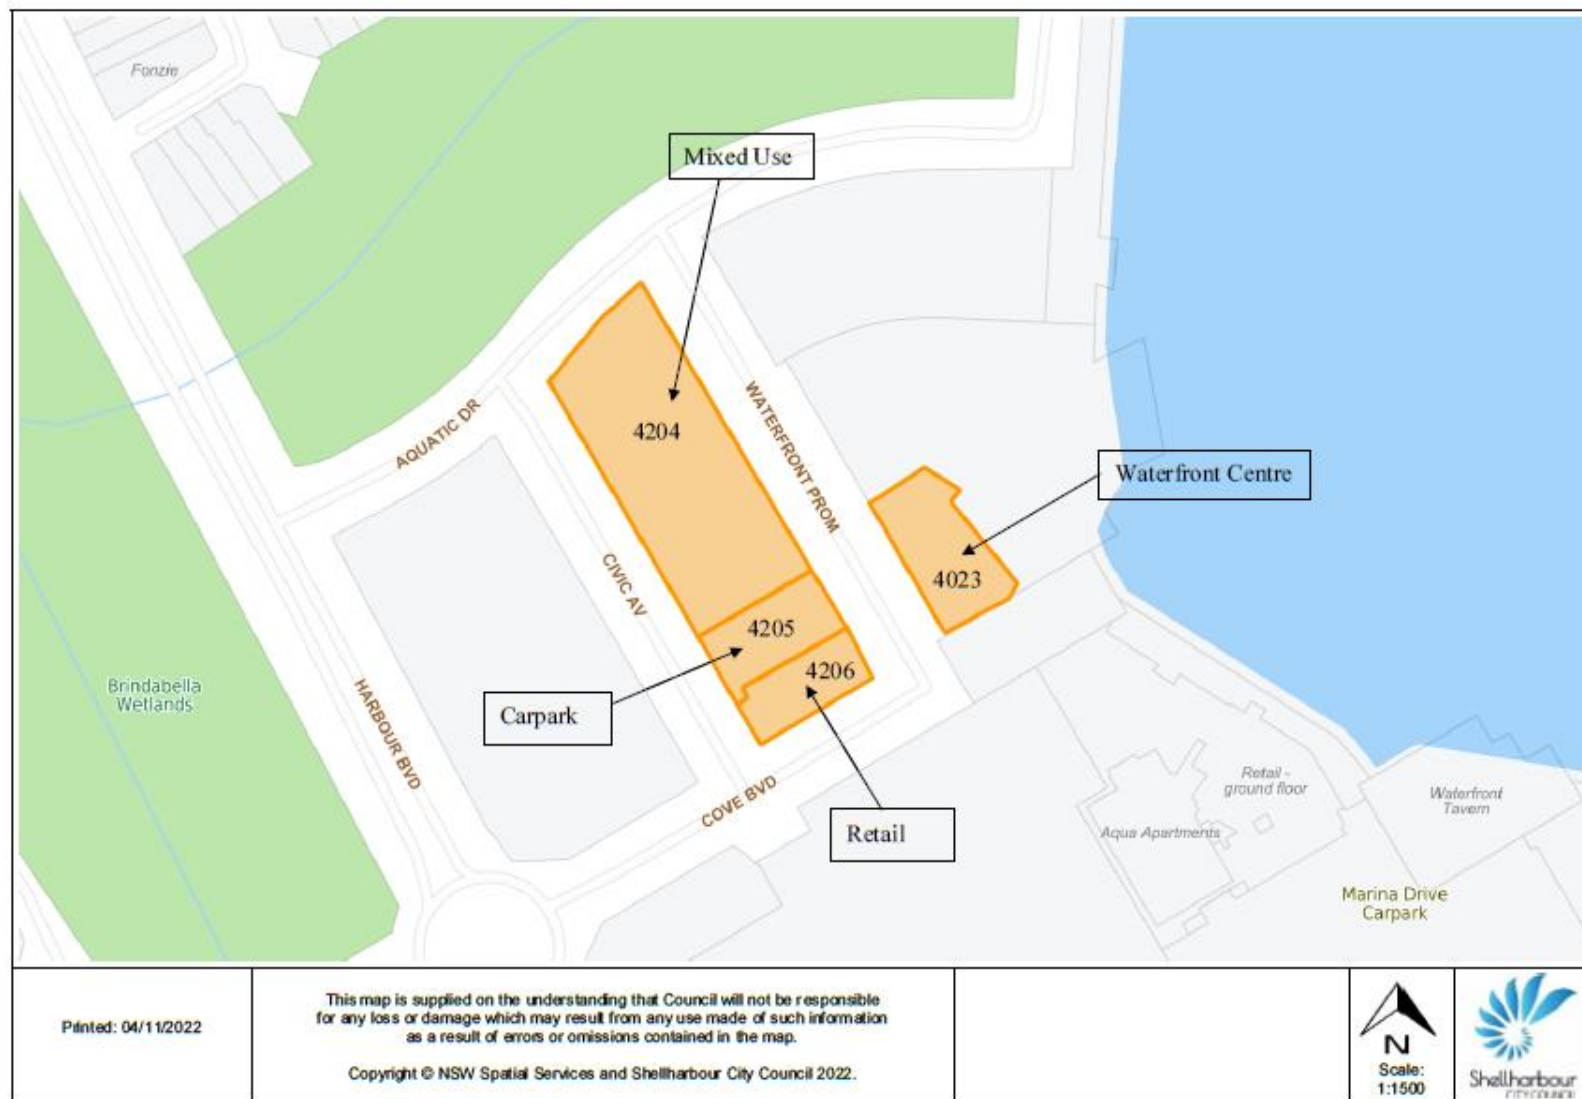 Fonzie
Mixed Use
4204
AQUATIC DR
WATERFRONT PROM
Waterfront Centre
4023
CIVIC AV
4205
4206
Brindabella
Wetlands
HARBOUR BVD
Carpark
COVE BVD
Retail
Retail -
ground floor
Aqua Apartments
Waterfront
Tavern
Marina Drive
Carpark
Printed: 04/11/2022
This map is supplied on the understanding that Council will not be responsible
for any loss or damage which may result from any use made of such information
as a result of errors or omissions contained in the map.
Copyright © NSW Spatial Services and Shellharbour City Council 2022.
N
Scale:
1:1500
Shellharbour
CITY COUNCIL